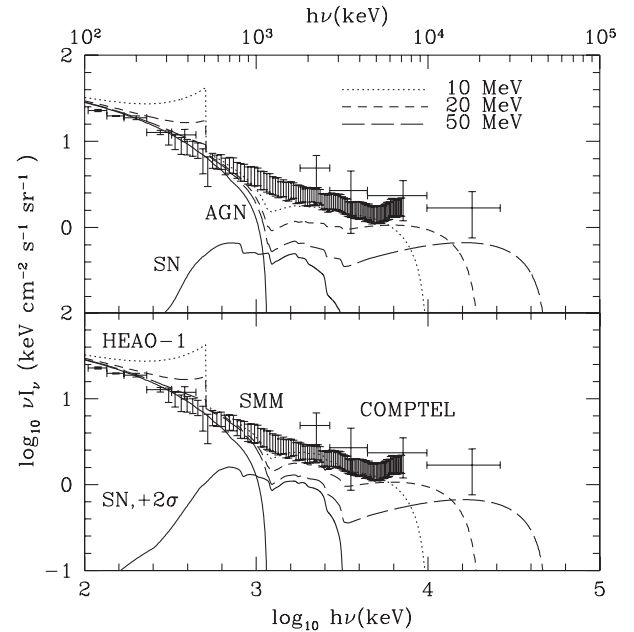 hν(keV)
10² 10³ 10⁴ 10⁵
2
10 MeV
20 MeV
50 MeV
1
AGN
0
SN
2
HEAO-1
1
SMM
COMPTEL
0
SN,+2σ
-1
2 3 4 5
log₁₀ hν(keV)
log₁₀ νIᵥ (keV cm⁻² s⁻¹ sr⁻¹)